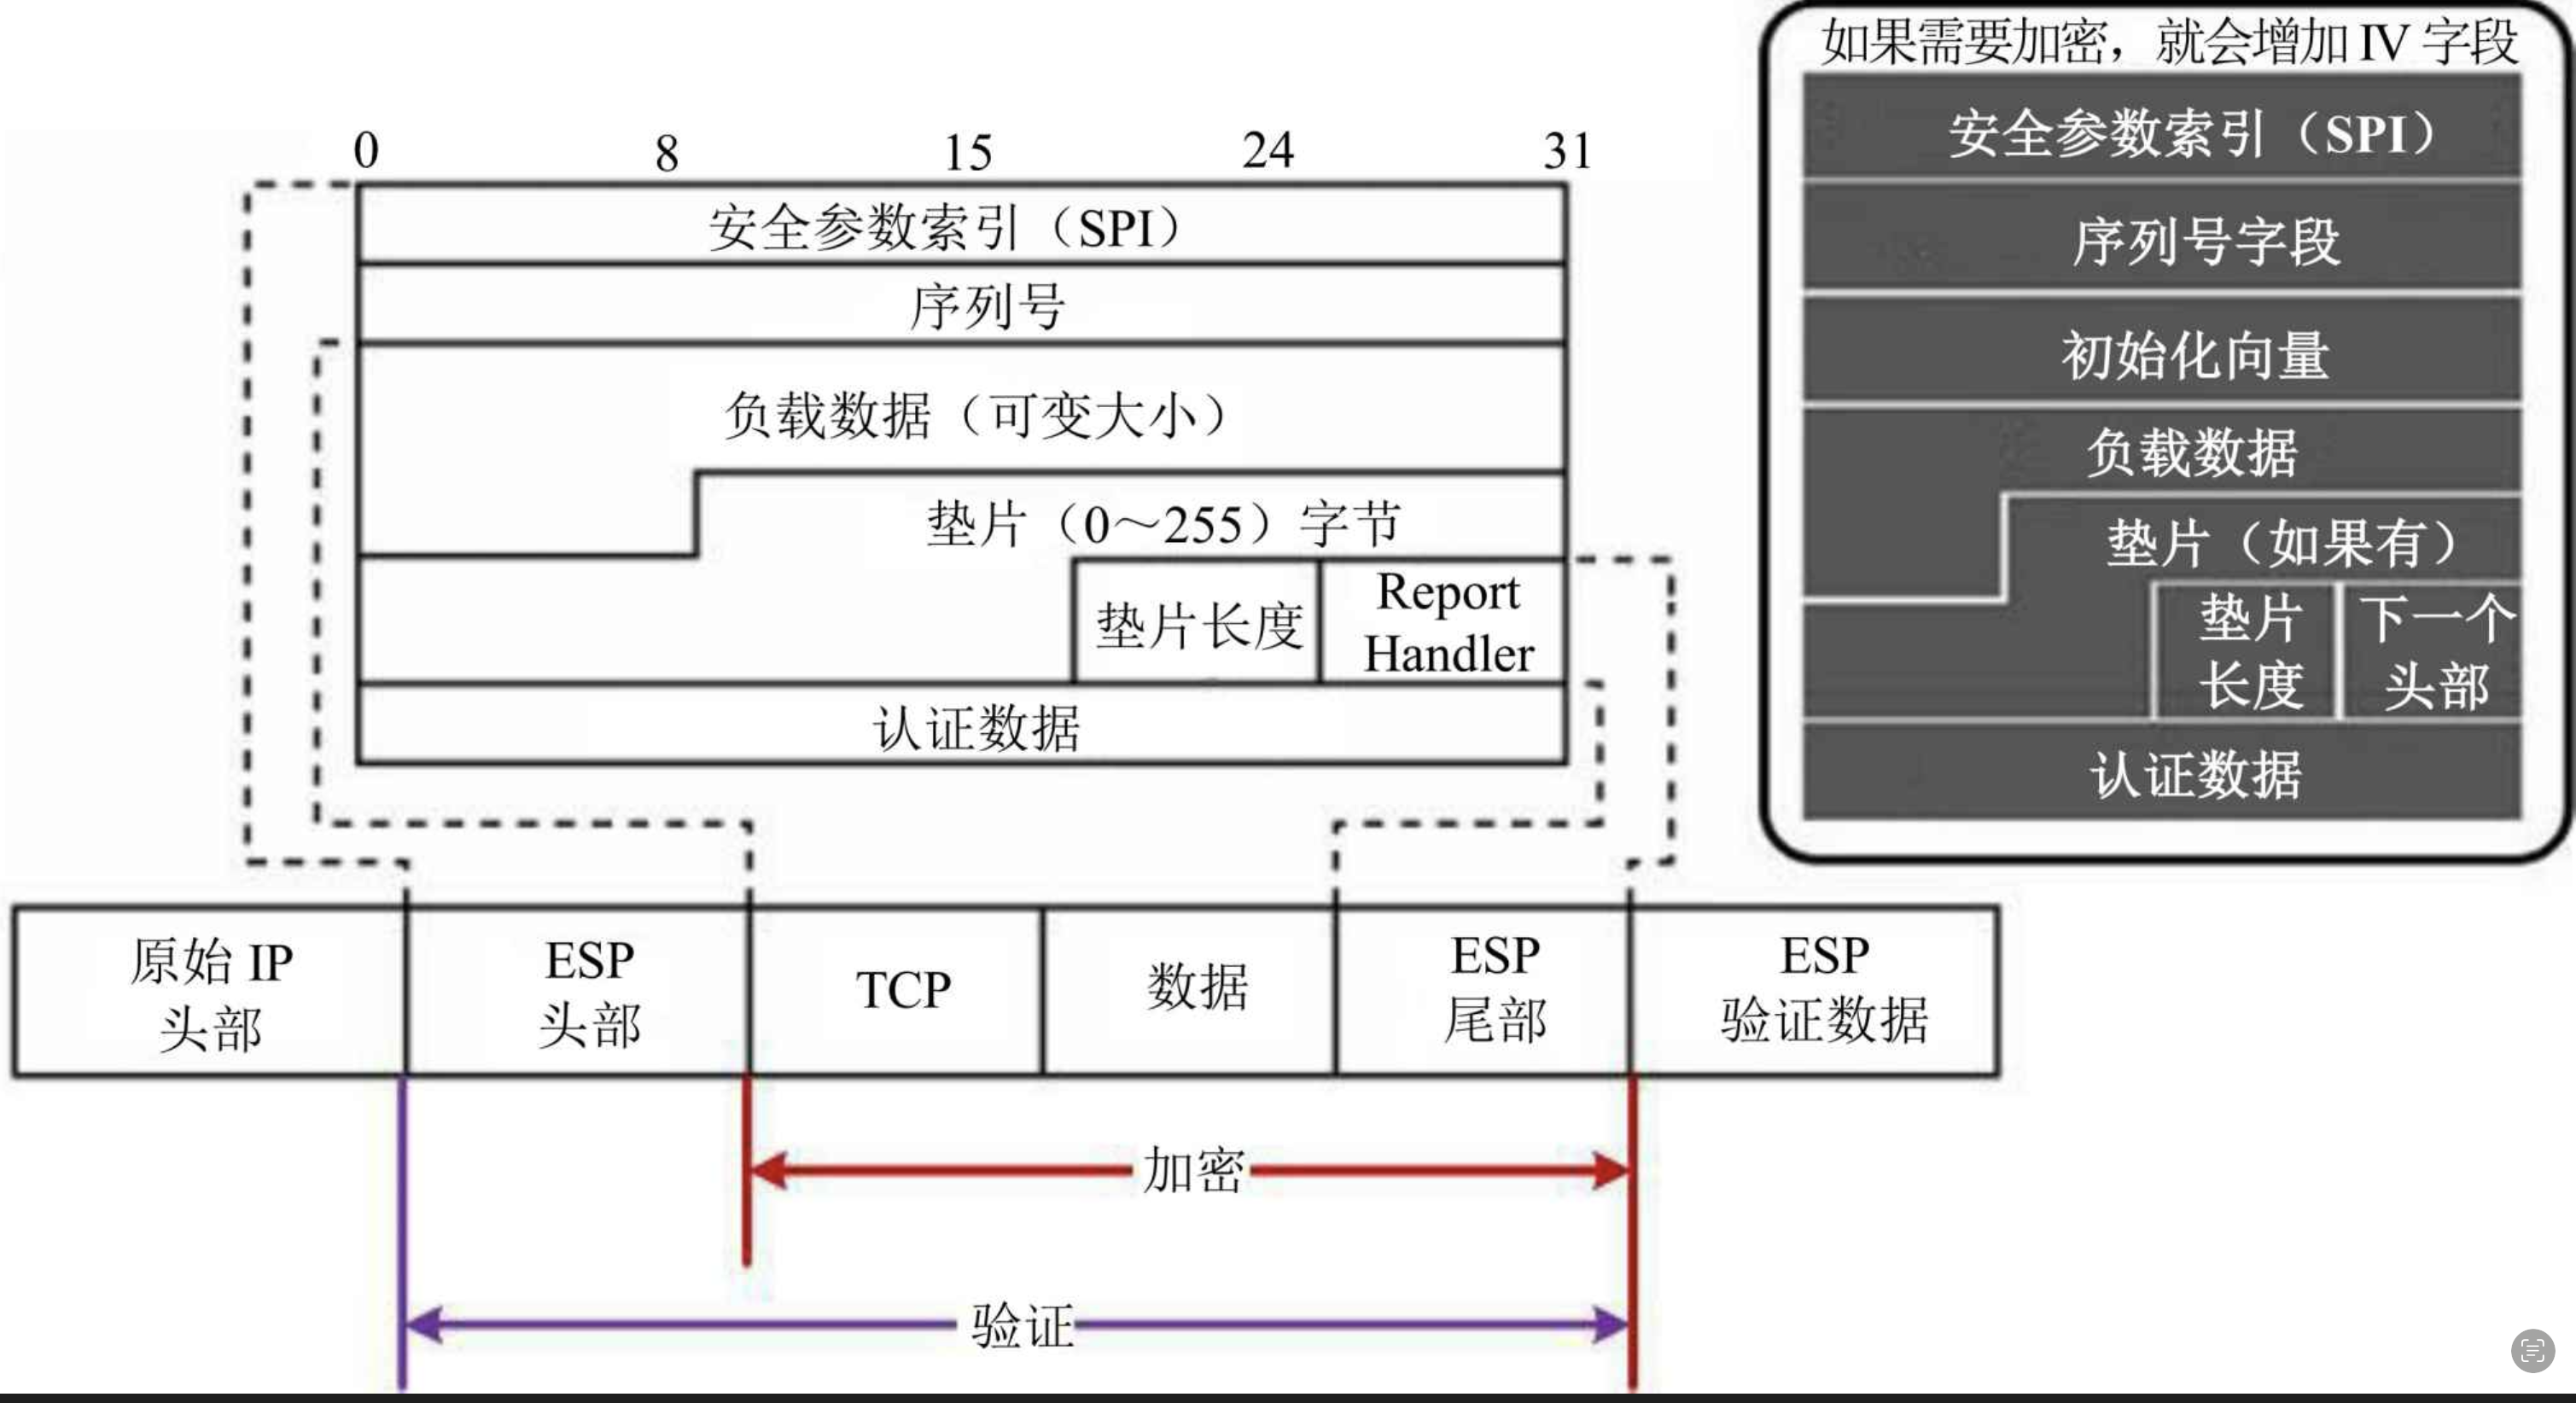 0 8 15 24 31
安全参数索引（SPI）
序列号
负载数据（可变大小）
垫片（0～255）字节
垫片长度
Report
Handler
认证数据
如果需要加密，就会增加 IV 字段
安全参数索引（SPI）
序列号字段
初始化向量
负载数据
垫片（如果有）
垫片
长度
下一个
头部
认证数据
原始 IP
头部
ESP
头部
TCP
数据
ESP
尾部
ESP
验证数据
加密
验证